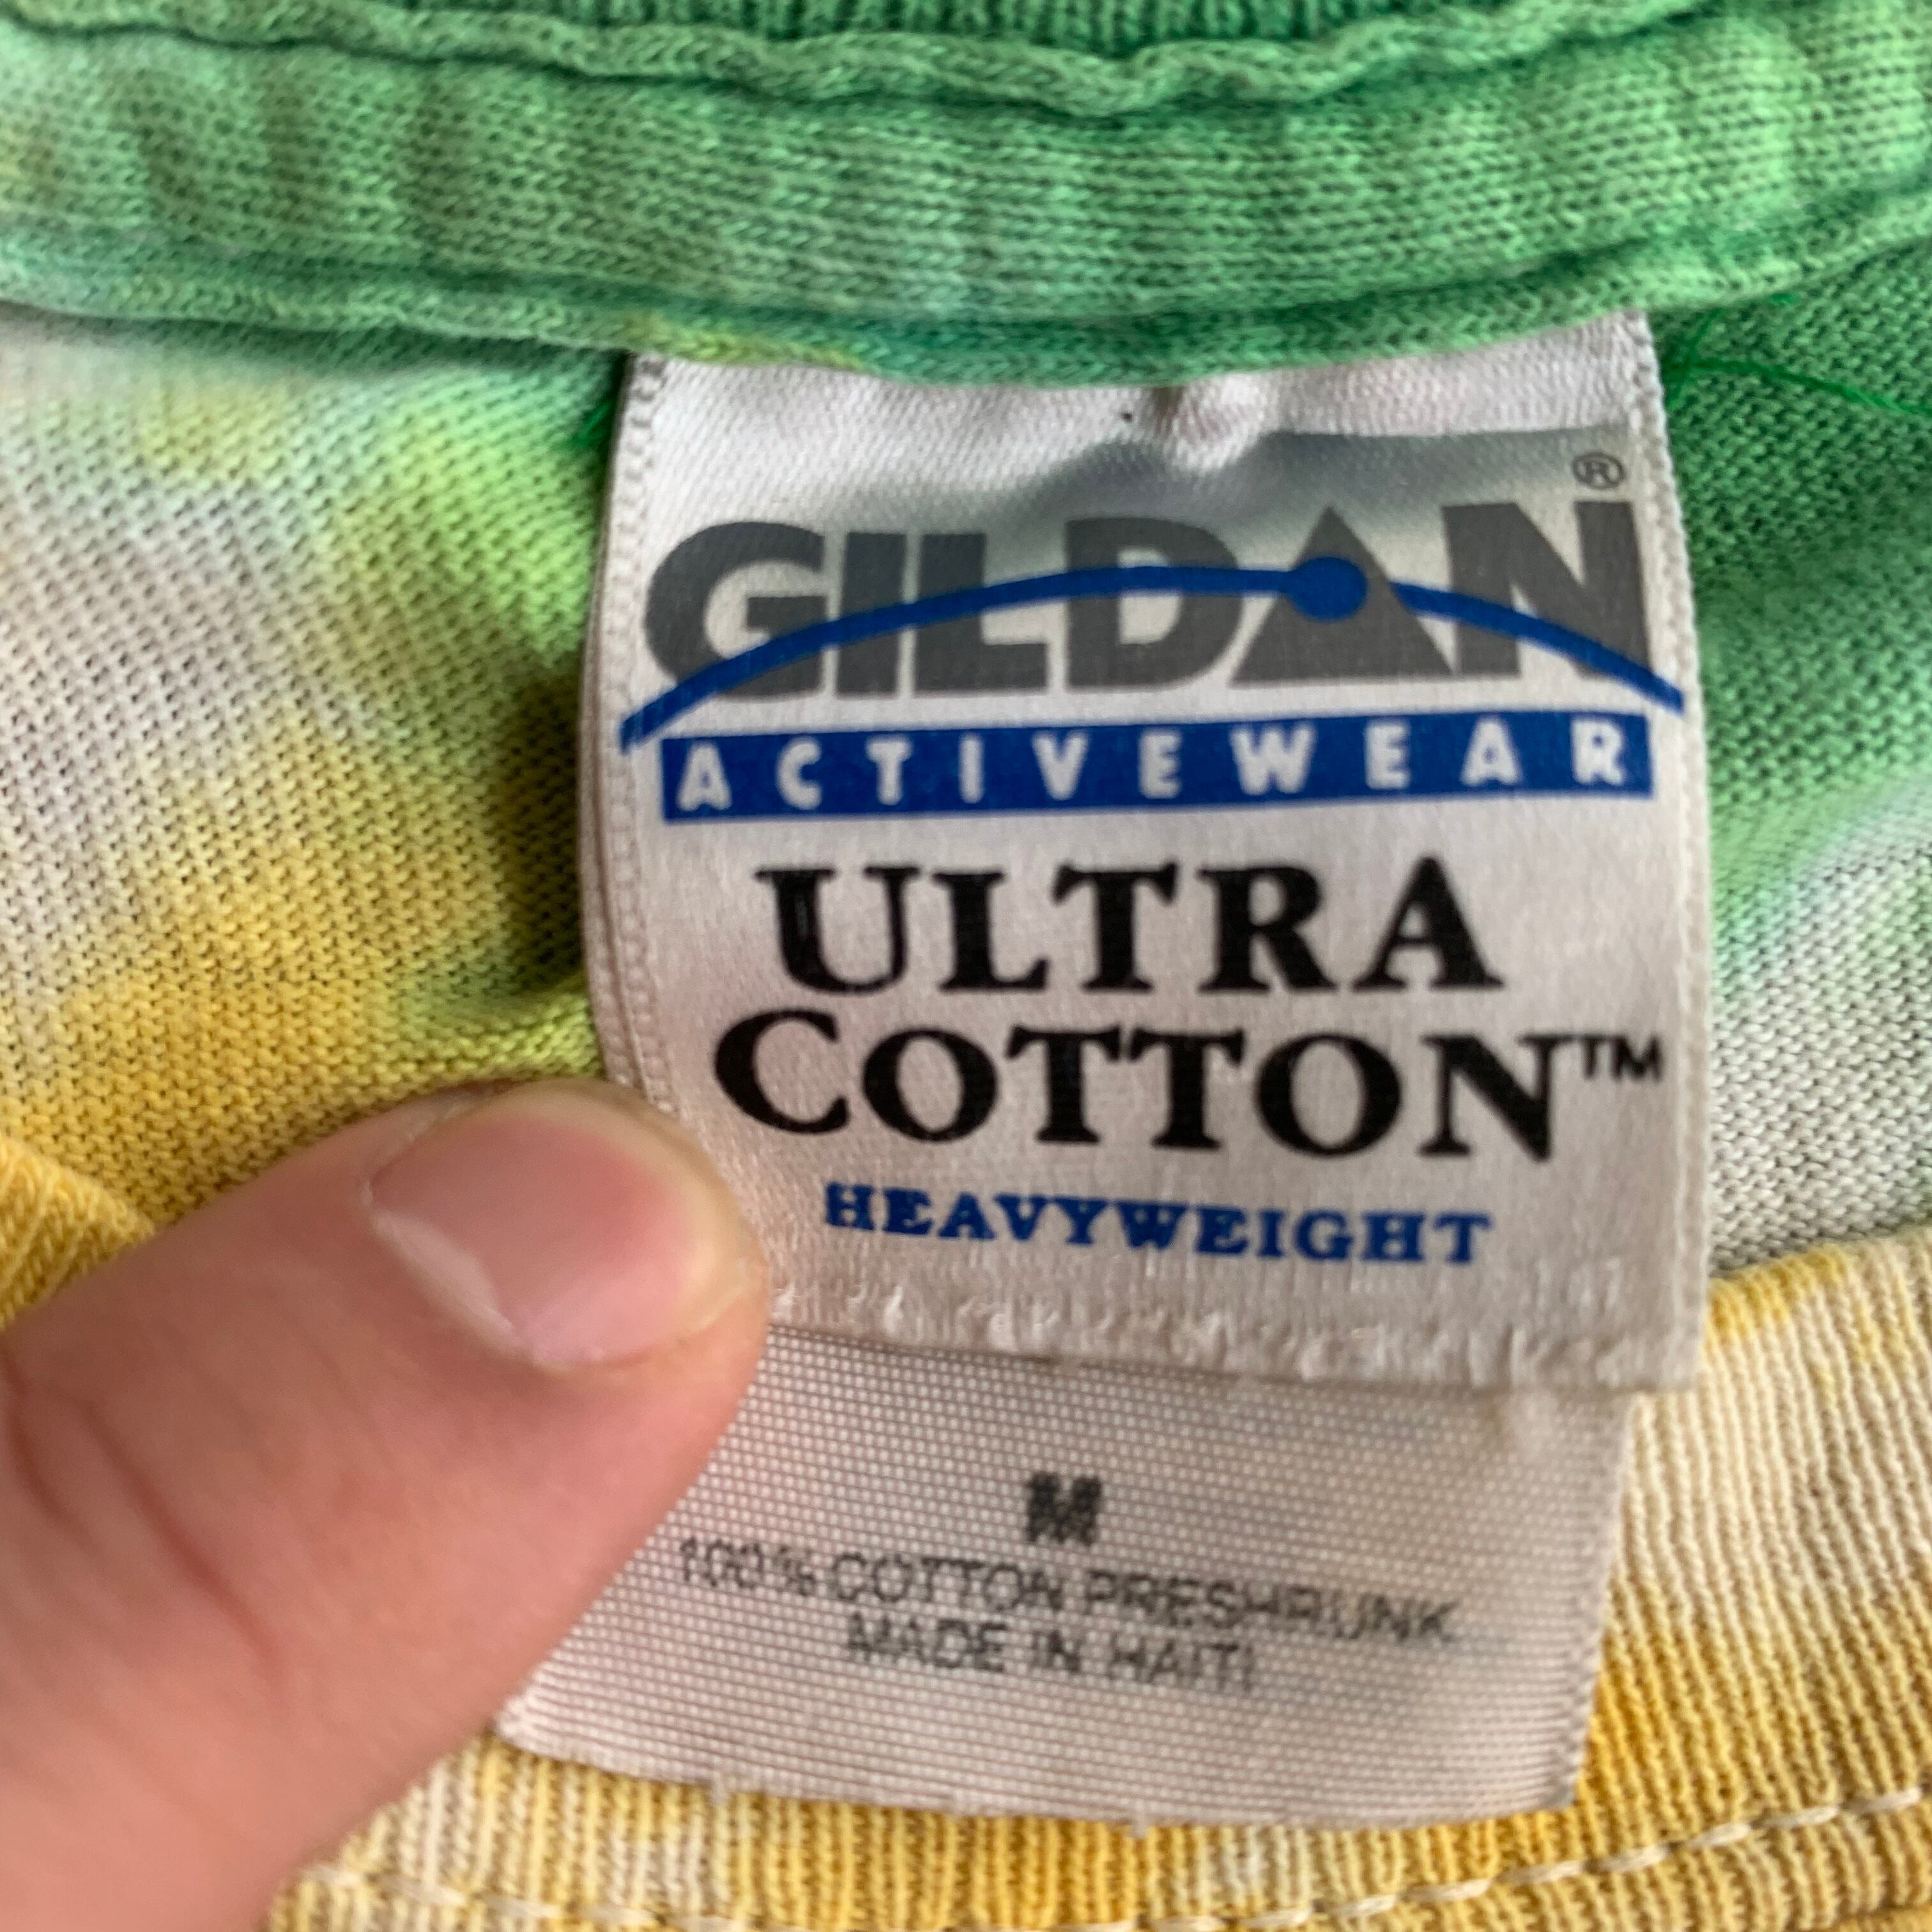 GILDAN®
ACTIVEWEAR
ULTRA
COTTON™
HEAVYWEIGHT
M
100% COTTON PRESHRUNK
MADE IN HAITI